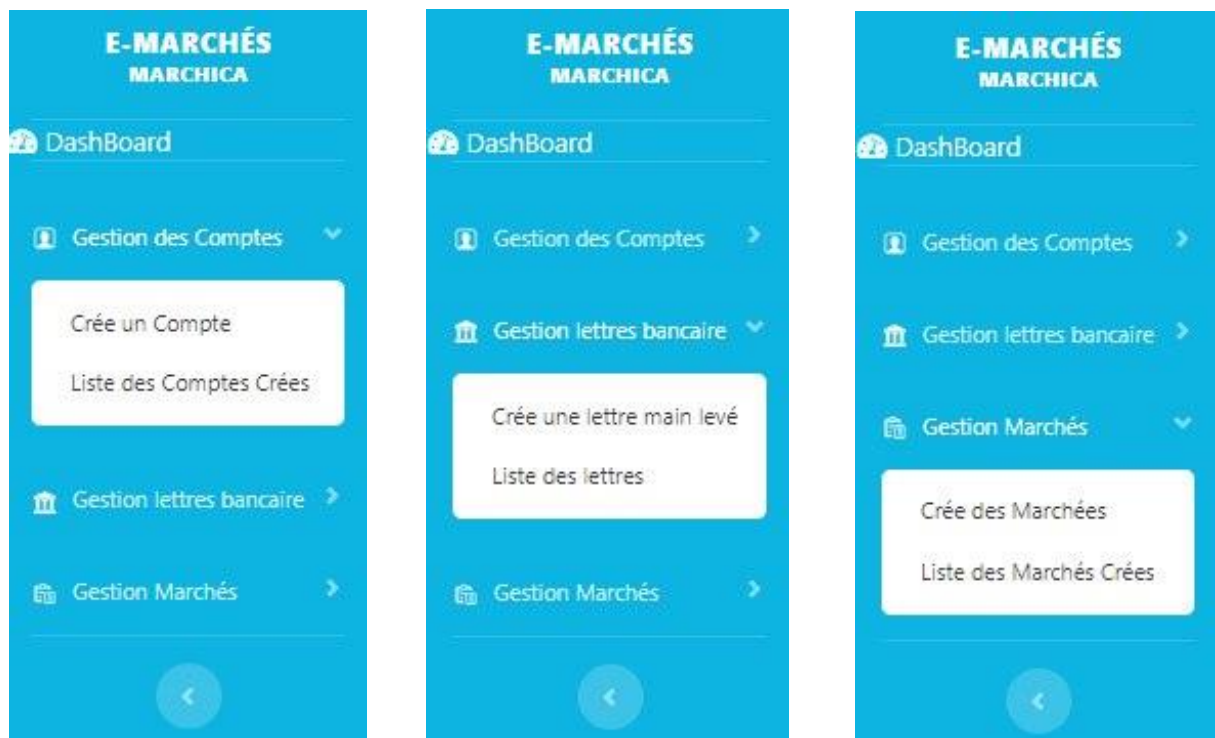 E-MARCHÉS
MARCHICA
DashBoard
Gestion des Comptes
Crée un Compte
Liste des Comptes Crées
Gestion lettres bancaire
Gestion Marchés
E-MARCHÉS
MARCHICA
DashBoard
Gestion des Comptes
Gestion lettres bancaire
Crée une lettre main levé
Liste des lettres
Gestion Marchés
E-MARCHÉS
MARCHICA
DashBoard
Gestion des Comptes
Gestion lettres bancaire
Gestion Marchés
Crée des Marchées
Liste des Marchés Crées